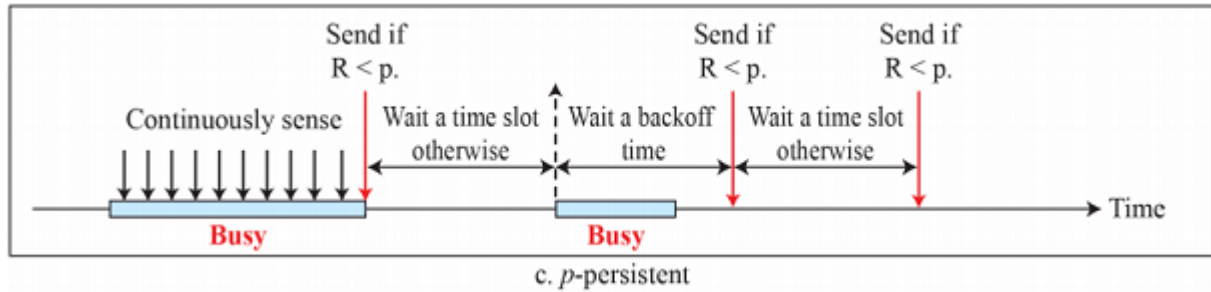 Send if
R < p.
Send if
R < p.
Send if
R < p.
Continuously sense
Wait a time slot
otherwise
Wait a backoff
time
Wait a time slot
otherwise
Time
Busy
Busy
c. p-persistent